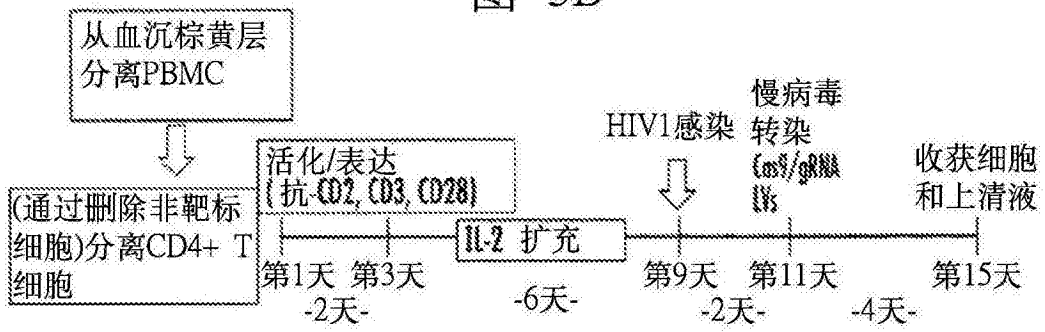 从血沉棕黄层
分离PBMC
(通过删除非靶标
细胞)分离CD4+ T
细胞
活化/表达
(抗-CD2, CD3, CD28)
IL-2 扩充
HIV1感染
慢病毒
转染
Cas9/gRNA
LVs
收获细胞
和上清液
第1天
第3天
第9天
第11天
第15天
-2天-
-6天-
-2天-
-4天-